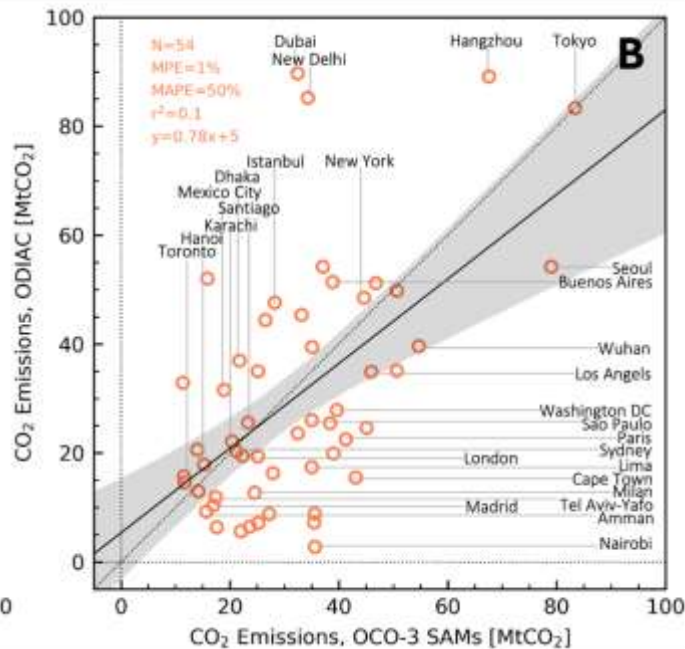 100
80
60
40
20
0
0
CO₂ Emissions, ODIAC [MtCO₂]
B
N=54
MPE=1%
MAPE=50%
r²=0.1
y=0.78x+5
Dubai
New Delhi
Hangzhou
Tokyo
Istanbul
New York
Dhaka
Mexico City
Santiago
Karachi
Hanoi
Toronto
Seoul
Buenos Aires
Wuhan
Los Angels
Washington DC
Sao Paulo
Paris
Sydney
London
Lima
Cape Town
Milan
Madrid
Tel Aviv-Yafo
Amman
Nairobi
0 20 40 60 80 100
CO₂ Emissions, OCO-3 SAMs [MtCO₂]